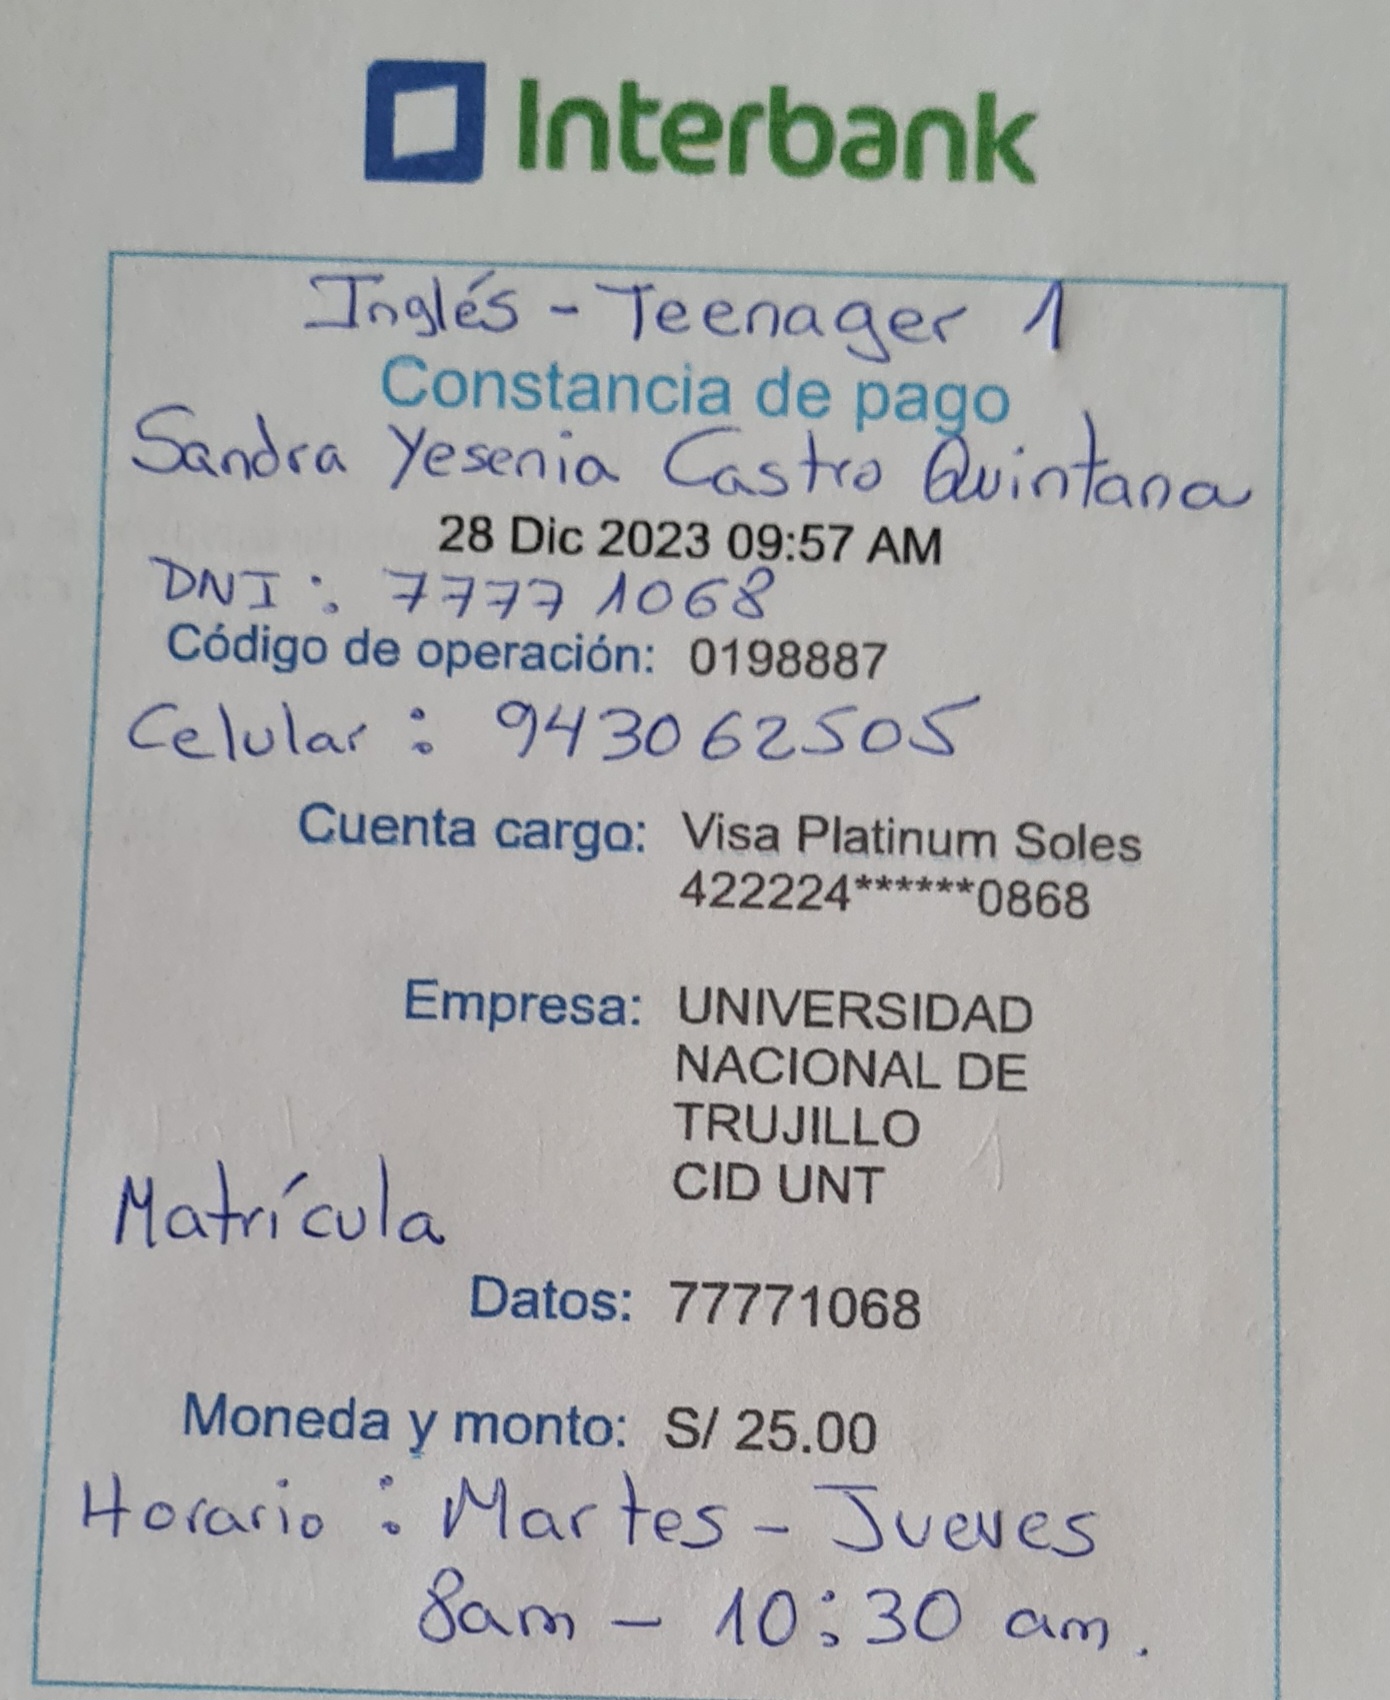 Interbank
Inglés - Teenager 1
Constancia de pago
Sandra Yesenia Castro Quintana
28 Dic 2023 09:57 AM
DNI : 77771068
Código de operación: 0198887
Celular : 943062505
Cuenta cargo: Visa Platinum Soles
422224******0868
Empresa: UNIVERSIDAD
NACIONAL DE
TRUJILLO
CID UNT
Matrícula
Datos: 77771068
Moneda y monto: S/ 25.00
Horario : Martes - Jueves
8am - 10:30 am.